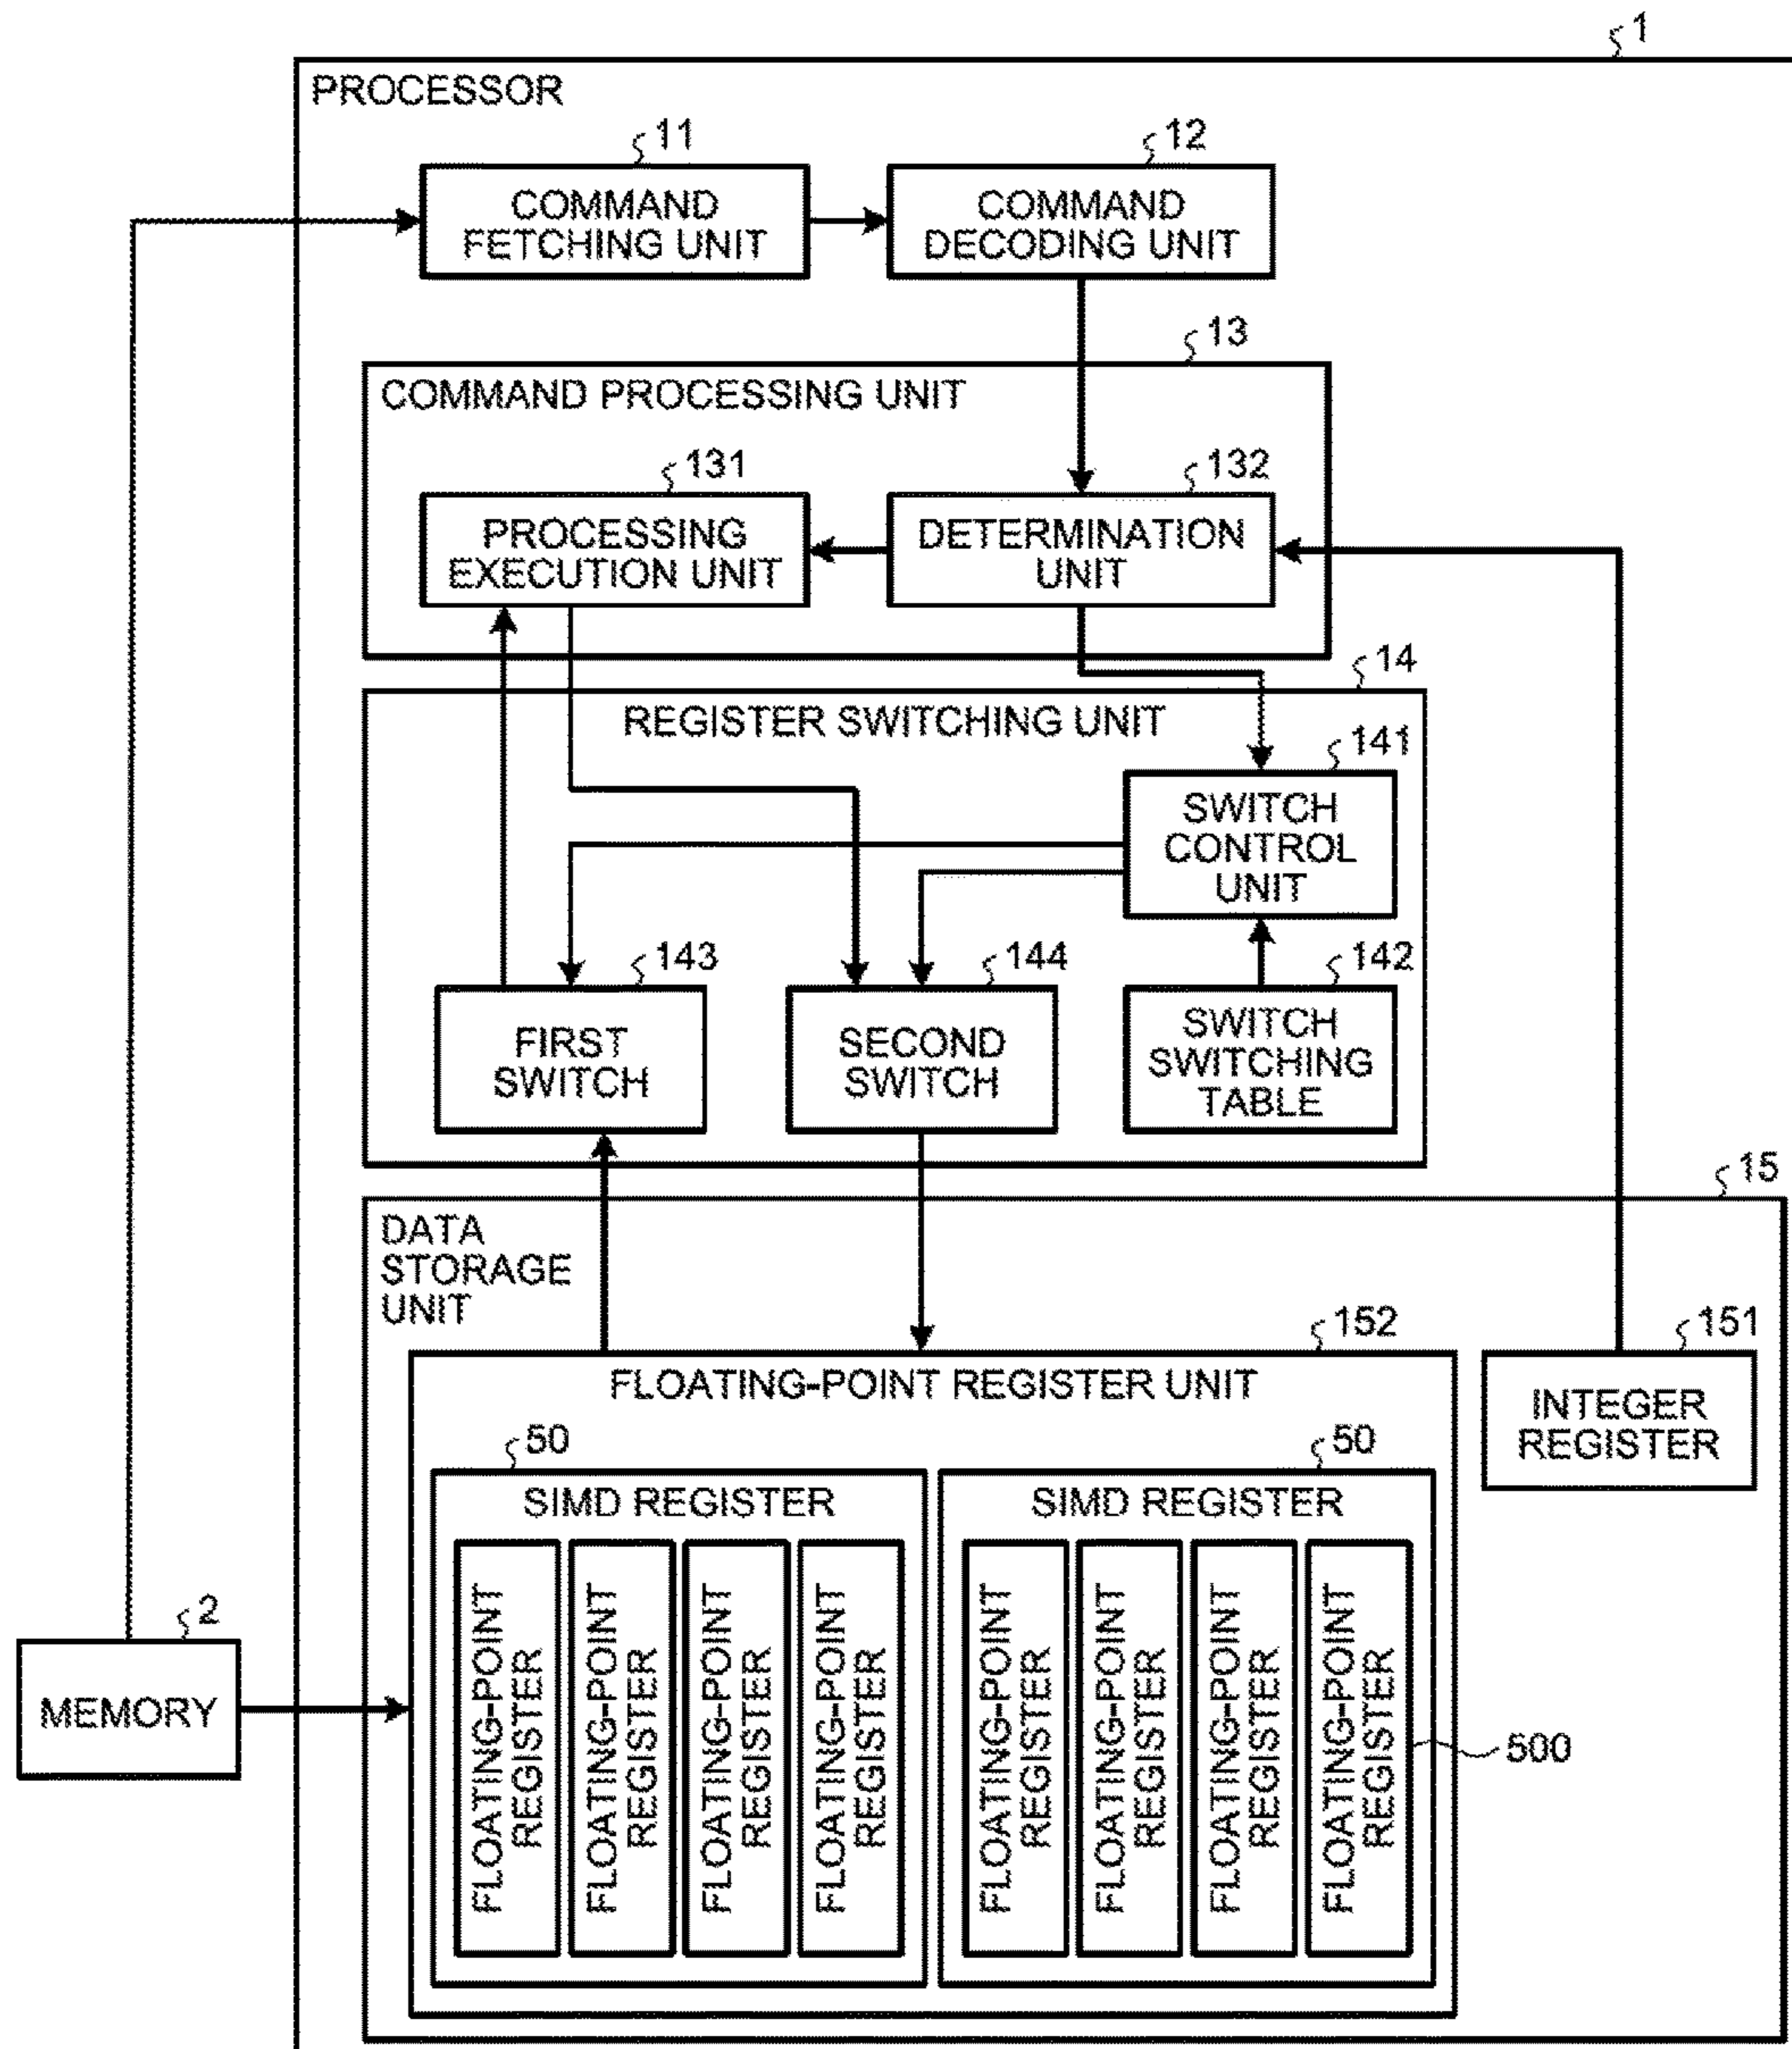 1
PROCESSOR
11
12
COMMAND
FETCHING UNIT
COMMAND
DECODING UNIT
13
COMMAND PROCESSING UNIT
131
132
PROCESSING
EXECUTION UNIT
DETERMINATION
UNIT
14
REGISTER SWITCHING UNIT
141
SWITCH
CONTROL
UNIT
143
144
142
FIRST
SWITCH
SECOND
SWITCH
SWITCH
SWITCHING
TABLE
15
DATA
STORAGE
UNIT
152
151
FLOATING-POINT REGISTER UNIT
INTEGER
REGISTER
50
50
SIMD REGISTER
SIMD REGISTER
FLOATING-POINT
REGISTER
FLOATING-POINT
REGISTER
FLOATING-POINT
REGISTER
FLOATING-POINT
REGISTER
FLOATING-POINT
REGISTER
FLOATING-POINT
REGISTER
FLOATING-POINT
REGISTER
FLOATING-POINT
REGISTER
500
2
MEMORY